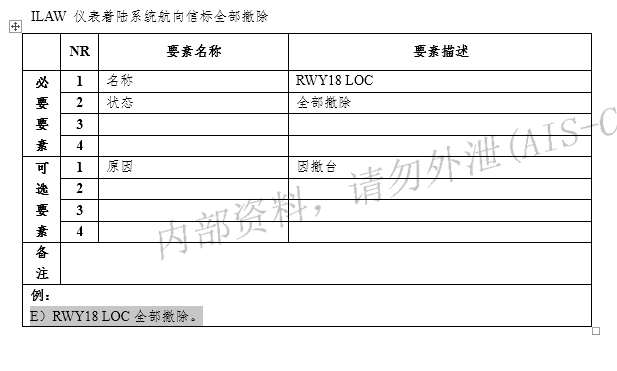 ILAW 仪表着陆系统航向信标全部撤除
NR 要素名称 要素描述
必要要素
1 名称 RWY18 LOC
2 状态 全部撤除
3
4
可选要素
1 原因 因撤台
2
3
4
备注
例：
E）RWY18 LOC 全部撤除。
内部资料，请勿外泄(AIS-C